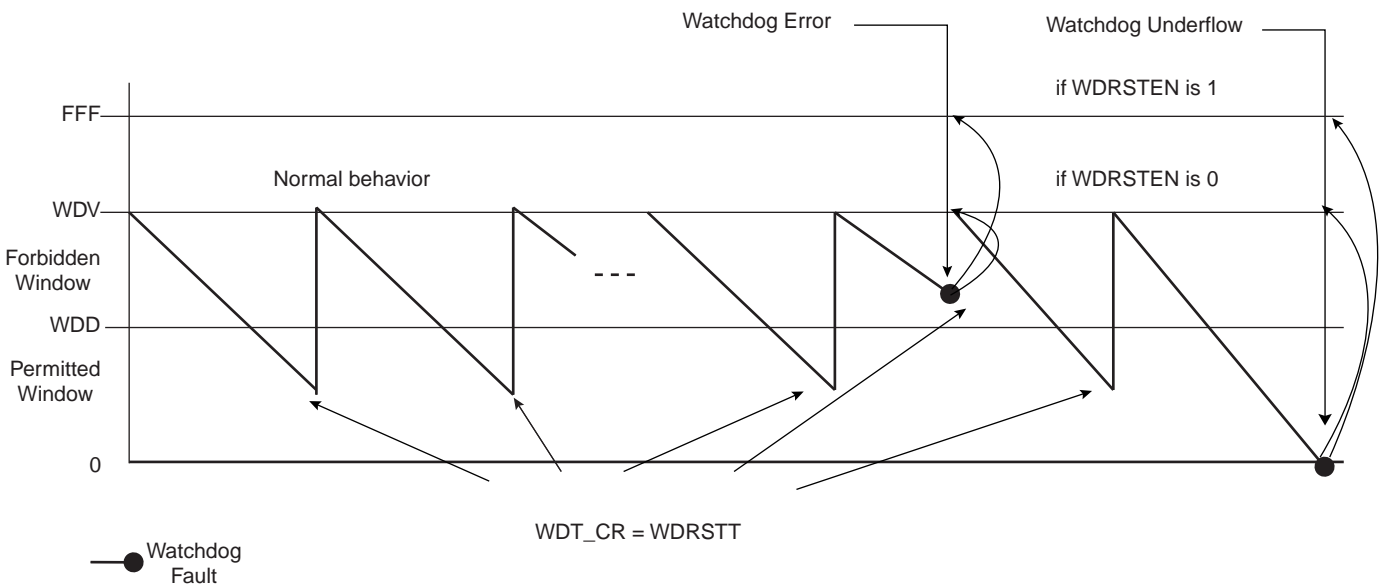 Watchdog Error
Watchdog Underflow
if WDRSTEN is 1
FFF
Normal behavior
if WDRSTEN is 0
WDV
Forbidden
Window
WDD
Permitted
Window
0
WDT_CR = WDRSTT
Watchdog
Fault